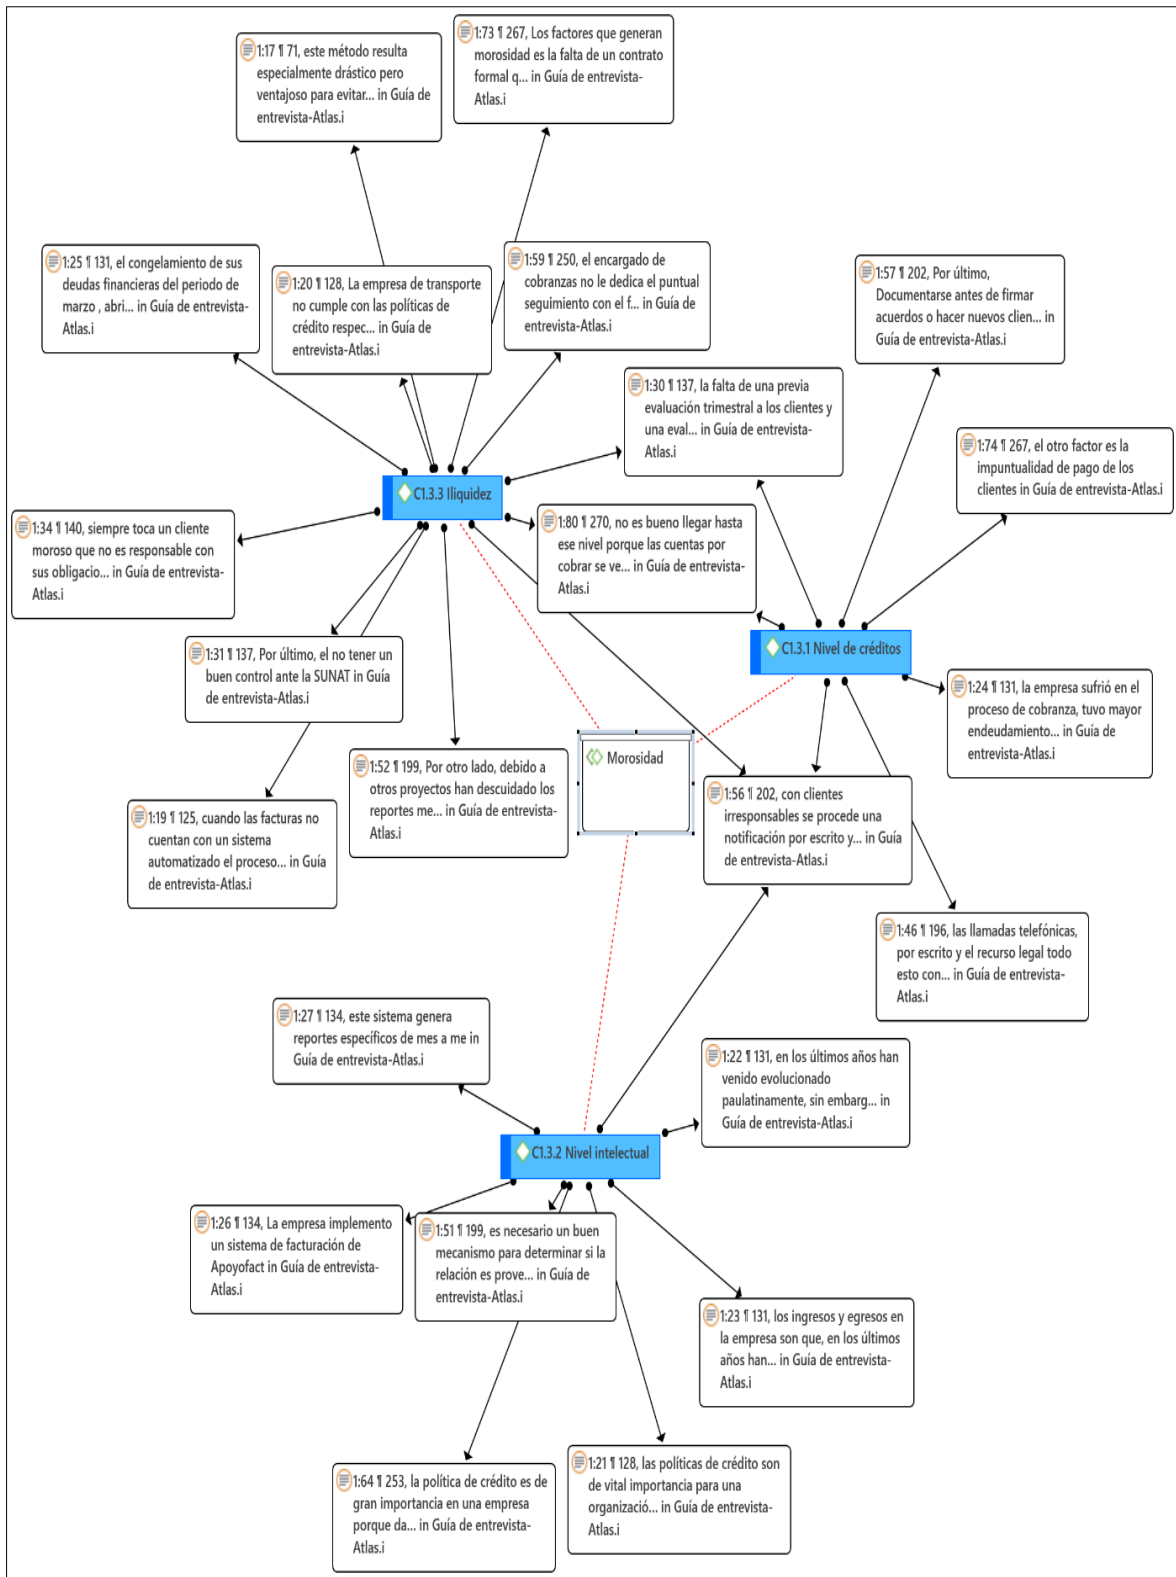 1:17 ¶ 71, este método resulta
especialmente drástico pero
ventajoso para evitar... in Guía de
entrevista-Atlas.i
1:73 ¶ 267, Los factores que generan
morosidad es la falta de un contrato
formal q... in Guía de entrevista-
Atlas.i
1:25 ¶ 131, el congelamiento de sus
deudas financieras del periodo de
marzo , abri... in Guía de entrevista-
Atlas.i
1:20 ¶ 128, La empresa de transporte
no cumple con las políticas de
crédito respec... in Guía de
entrevista-Atlas.i
1:59 ¶ 250, el encargado de
cobranzas no le dedica el puntual
seguimiento con el f... in Guía de
entrevista-Atlas.i
1:57 ¶ 202, Por último,
Documentarse antes de firmar
acuerdos o hacer nuevos clien... in
Guía de entrevista-Atlas.i
1:30 ¶ 137, la falta de una previa
evaluación trimestral a los clientes y
una eval... in Guía de entrevista-
Atlas.i
1:74 ¶ 267, el otro factor es la
impuntualidad de pago de los
clientes in Guía de entrevista-Atlas.i
C1.3.3 Iliquidez
1:34 ¶ 140, siempre toca un cliente
moroso que no es responsable con
sus obligacio... in Guía de entrevista-
Atlas.i
1:80 ¶ 270, no es bueno llegar hasta
ese nivel porque las cuentas por
cobrar se ve... in Guía de entrevista-
Atlas.i
C1.3.1 Nivel de créditos
1:31 ¶ 137, Por último, el no tener un
buen control ante la SUNAT in Guía
de entrevista-Atlas.i
1:24 ¶ 131, la empresa sufrió en el
proceso de cobranza, tuvo mayor
endeudamiento... in Guía de
entrevista-Atlas.i
Morosidad
1:52 ¶ 199, Por otro lado, debido a
otros proyectos han descuidado los
reportes me... in Guía de entrevista-
Atlas.i
1:56 ¶ 202, con clientes
irresponsables se procede una
notificación por escrito y... in Guía
de entrevista-Atlas.i
1:19 ¶ 125, cuando las facturas no
cuentan con un sistema
automatizado el proceso... in Guía
de entrevista-Atlas.i
1:46 ¶ 196, las llamadas telefónicas,
por escrito y el recurso legal todo
esto con... in Guía de entrevista-
Atlas.i
1:27 ¶ 134, este sistema genera
reportes específicos de mes a me in
Guía de entrevista-Atlas.i
1:22 ¶ 131, en los últimos años han
venido evolucionado
paulatinamente, sin embarg... in
Guía de entrevista-Atlas.i
C1.3.2 Nivel intelectual
1:26 ¶ 134, La empresa implemento
un sistema de facturación de
Apoyofact in Guía de entrevista-
Atlas.i
1:51 ¶ 199, es necesario un buen
mecanismo para determinar si la
relación es prove... in Guía de
entrevista-Atlas.i
1:23 ¶ 131, los ingresos y egresos en
la empresa son que, en los últimos
años han... in Guía de entrevista-
Atlas.i
1:64 ¶ 253, la política de crédito es de
gran importancia en una empresa
porque da... in Guía de entrevista-
Atlas.i
1:21 ¶ 128, las políticas de crédito son
de vital importancia para una
organizació... in Guía de entrevista-
Atlas.i